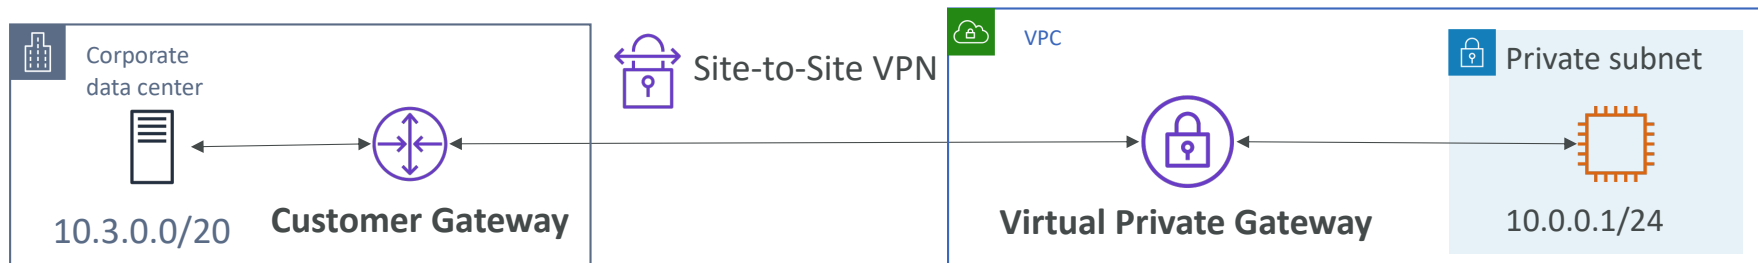 Corporate
data center
10.3.0.0/20
Customer Gateway
Site-to-Site VPN
VPC
Virtual Private Gateway
Private subnet
10.0.0.1/24